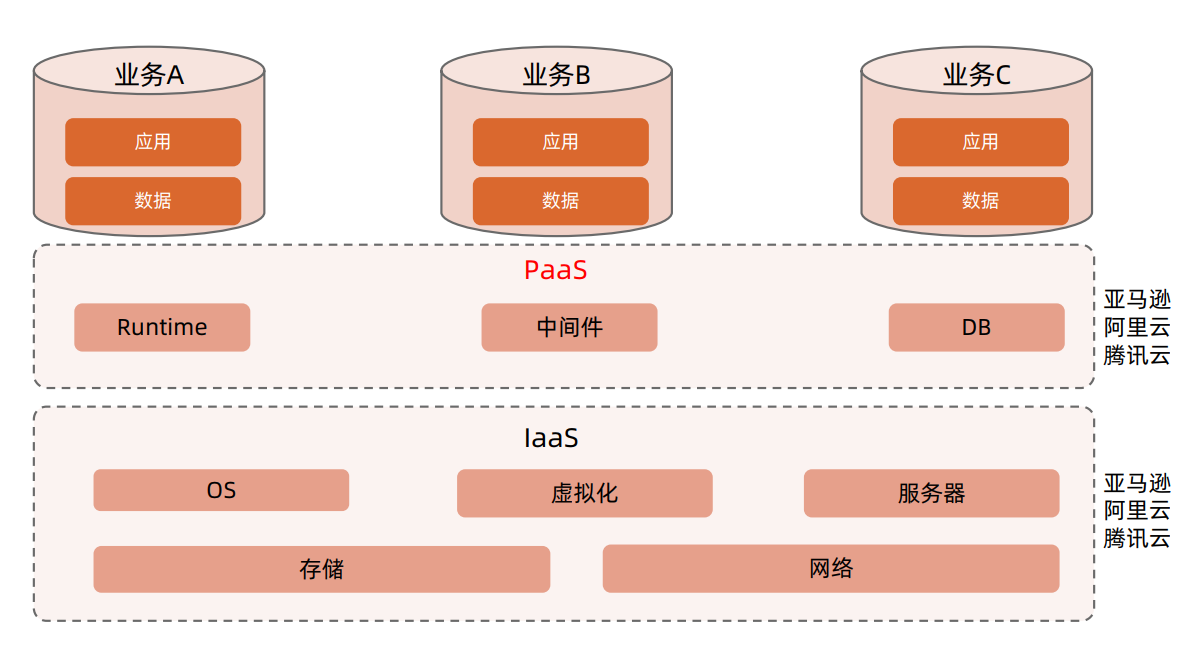 业务A
业务B
业务C
应用
应用
应用
数据
数据
数据
PaaS
Runtime
中间件
DB
亚马逊
阿里云
腾讯云
IaaS
OS
虚拟化
服务器
存储
网络
亚马逊
阿里云
腾讯云